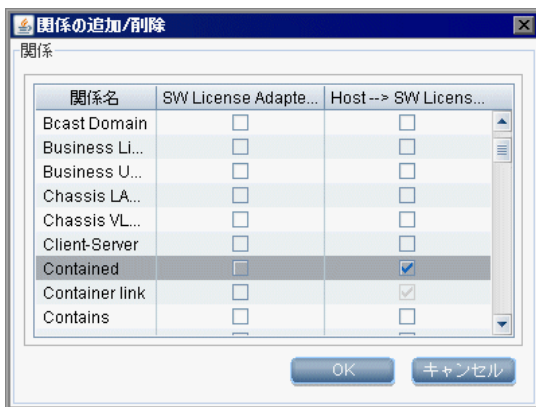 関係の追加/削除
関係
関係名 SW License Adapte... Host --> SW Licens...
Bcast Domain
Business Li...
Business U...
Chassis LA...
Chassis VL...
Client-Server
Contained
Container link
Contains
OK キャンセル